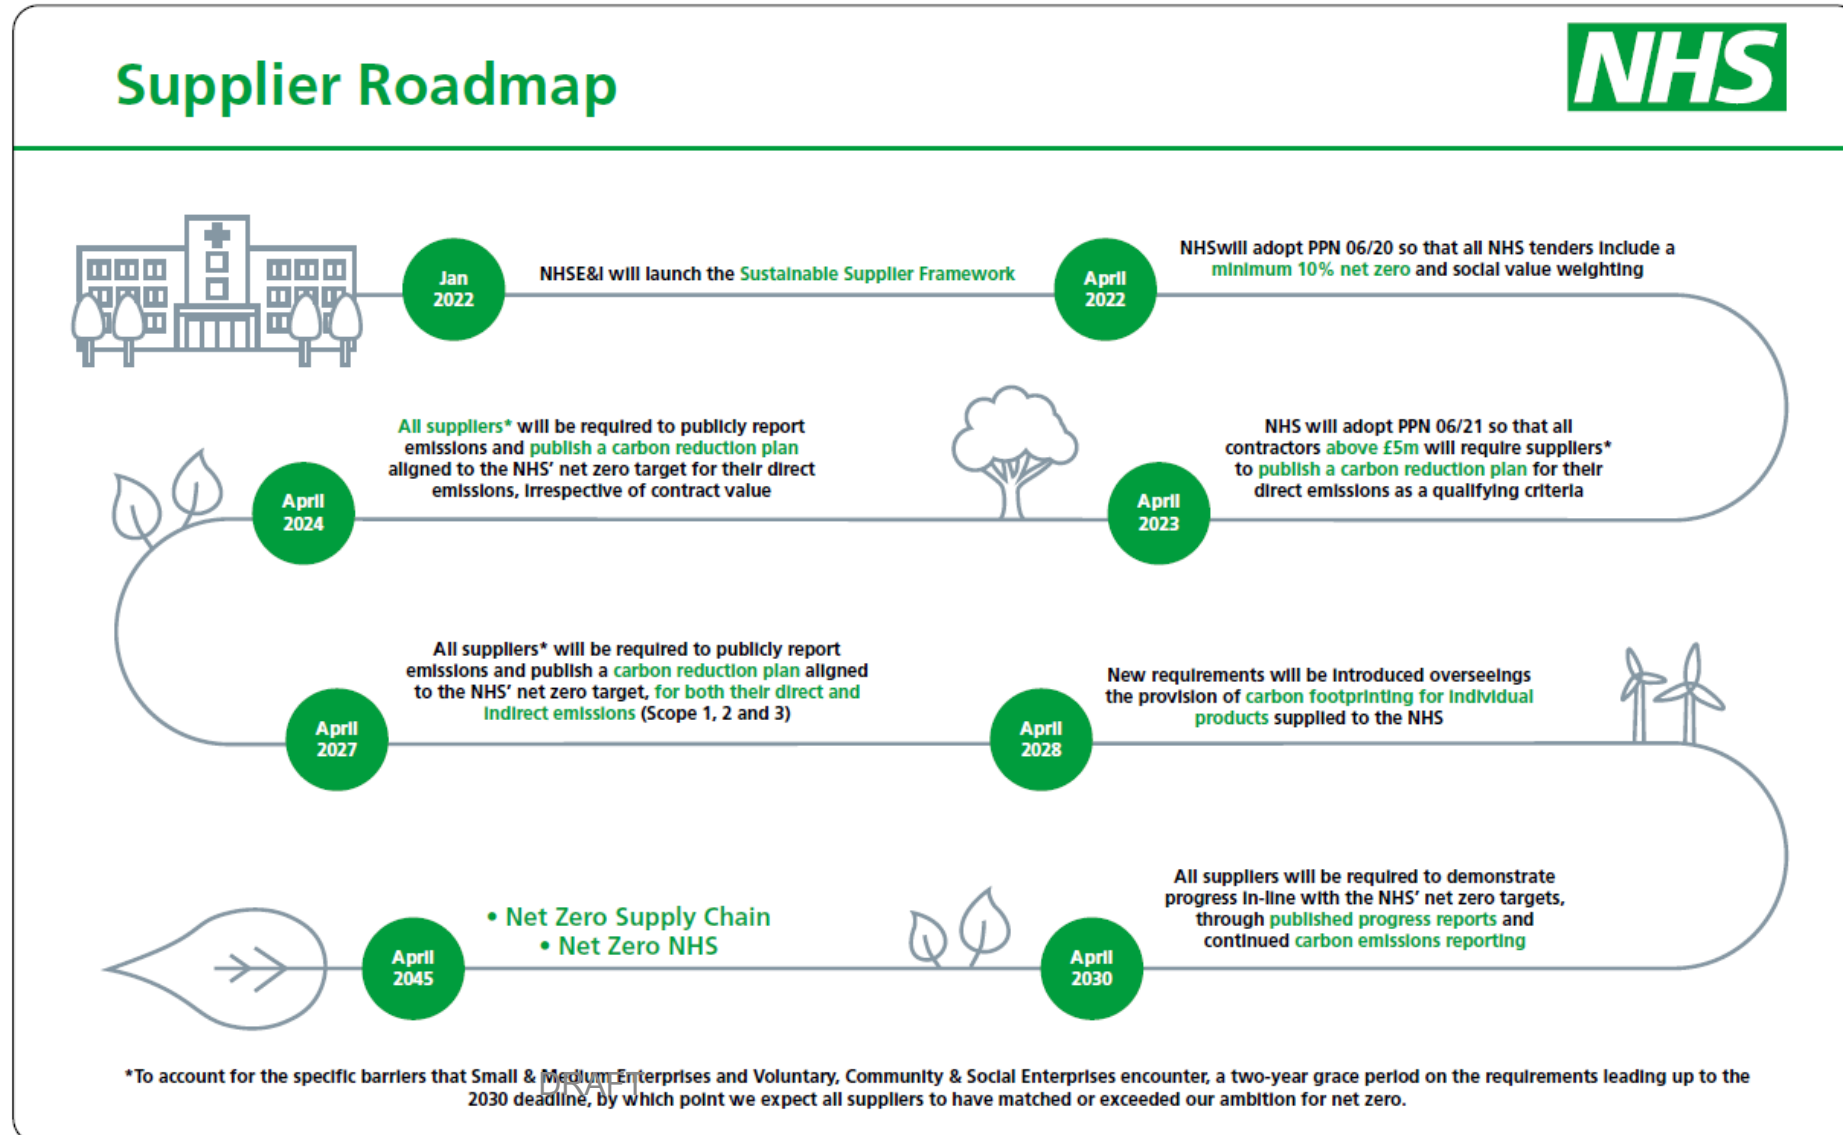 Supplier Roadmap
NHS
Jan
2022
NHSE&I will launch the Sustainable Supplier Framework
April
2022
NHSwill adopt PPN 06/20 so that all NHS tenders include a
minimum 10% net zero and social value weighting
April
2023
NHS will adopt PPN 06/21 so that all
contractors above £5m will require suppliers*
to publish a carbon reduction plan for their
direct emissions as a qualifying criteria
April
2024
All suppliers* will be required to publicly report
emissions and publish a carbon reduction plan
aligned to the NHS’ net zero target for their direct
emissions, irrespective of contract value
April
2027
All suppliers* will be required to publicly report
emissions and publish a carbon reduction plan aligned
to the NHS’ net zero target, for both their direct and
indirect emissions (Scope 1, 2 and 3)
April
2028
New requirements will be introduced overseeings
the provision of carbon footprinting for individual
products supplied to the NHS
April
2030
All suppliers will be required to demonstrate
progress in-line with the NHS’ net zero targets,
through published progress reports and
continued carbon emissions reporting
April
2045
• Net Zero Supply Chain
• Net Zero NHS
*To account for the specific barriers that Small & Medium Enterprises and Voluntary, Community & Social Enterprises encounter, a two-year grace period on the requirements leading up to the
2030 deadline, by which point we expect all suppliers to have matched or exceeded our ambition for net zero.
DRAFT